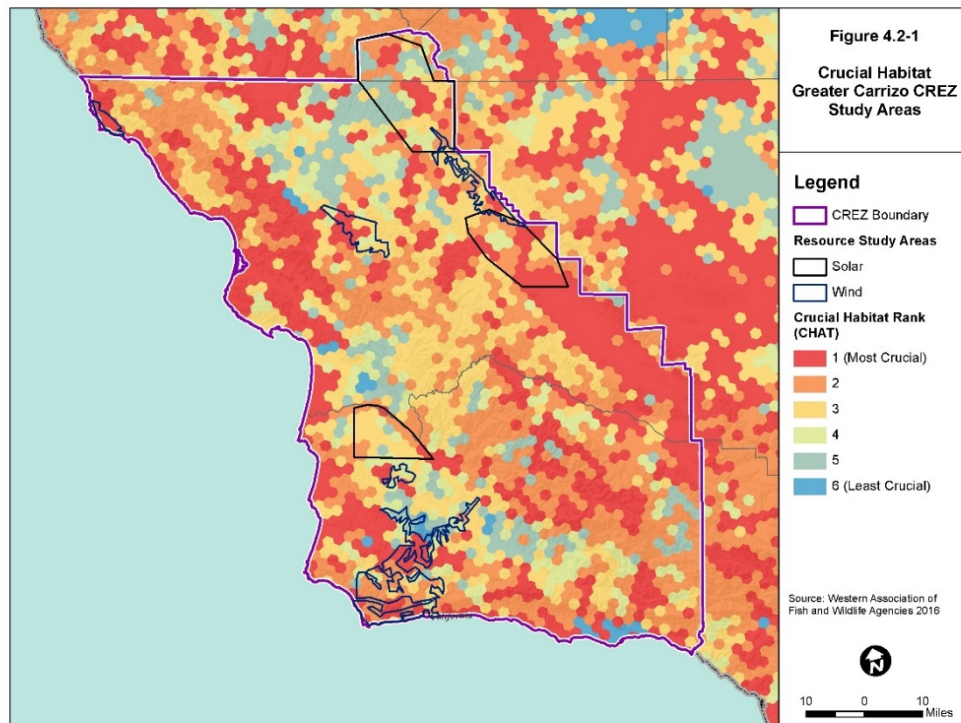 Figure 4.2-1
Crucial Habitat
Greater Carrizo CREZ
Study Areas
Legend
CREZ Boundary
Resource Study Areas
Solar
Wind
Crucial Habitat Rank
(CHAT)
1 (Most Crucial)
2
3
4
5
6 (Least Crucial)
Source: Western Association of
Fish and Wildlife Agencies 2016
N
10 0 10
Miles
California